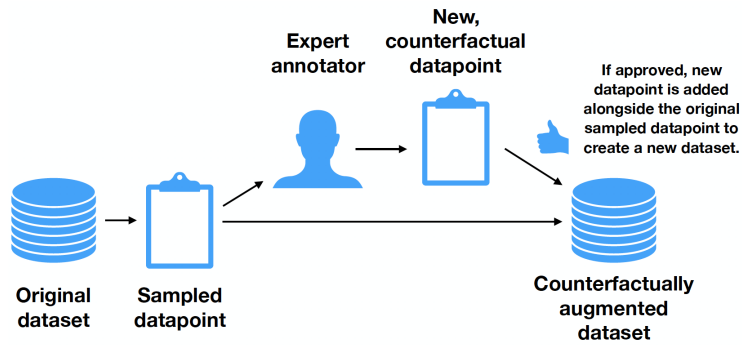 Expert
annotator
New,
counterfactual
datapoint
If approved, new
datapoint is added
alongside the original
sampled datapoint to
create a new dataset.
Original
dataset
Sampled
datapoint
Counterfactually
augmented
dataset